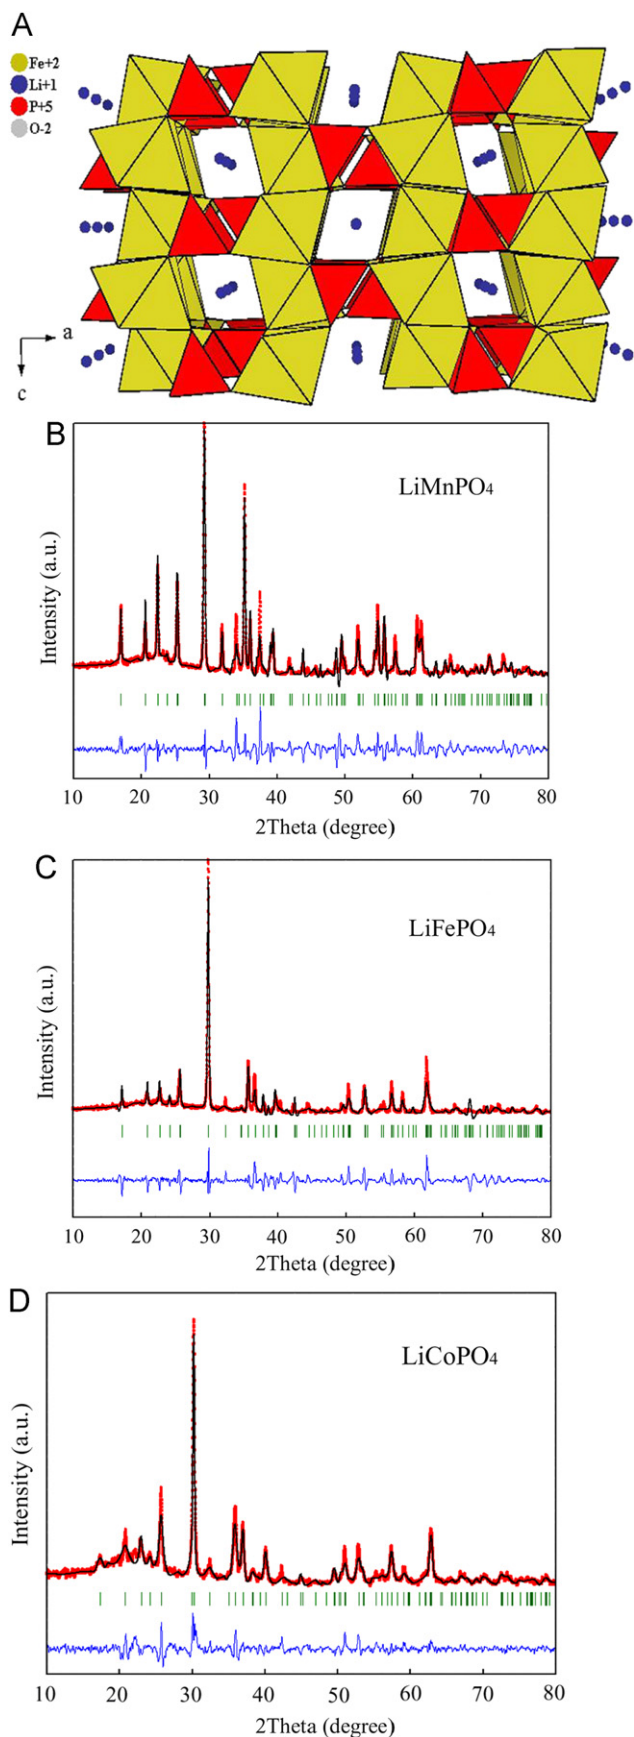 A
Fe+2
Li+1
P+5
O-2
a
c
B
LiMnPO4
Intensity (a.u.)
10 20 30 40 50 60 70 80
2Theta (degree)
C
LiFePO4
Intensity (a.u.)
10 20 30 40 50 60 70 80
2Theta (degree)
D
LiCoPO4
Intensity (a.u.)
10 20 30 40 50 60 70 80
2Theta (degree)